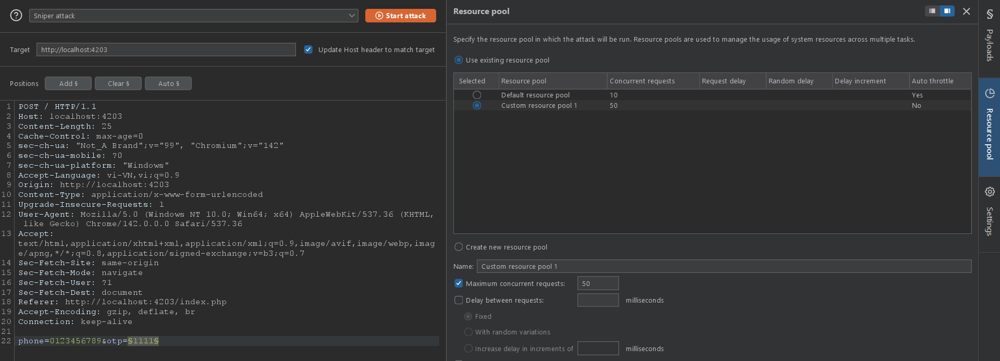 Sniper attack
Start attack
Target
http://localhost:4203
Update Host header to match target
Positions
Add §
Clear §
Auto §
1 POST / HTTP/1.1
2 Host: localhost:4203
3 Content-Length: 25
4 Cache-Control: max-age=0
5 sec-ch-ua: "Not_A Brand";v="99", "Chromium";v="142"
6 sec-ch-ua-mobile: ?0
7 sec-ch-ua-platform: "Windows"
8 Accept-Language: vi-VN,vi;q=0.9
9 Origin: http://localhost:4203
10 Content-Type: application/x-www-form-urlencoded
11 Upgrade-Insecure-Requests: 1
12 User-Agent: Mozilla/5.0 (Windows NT 10.0; Win64; x64) AppleWebKit/537.36 (KHTML,
like Gecko) Chrome/142.0.0.0 Safari/537.36
13 Accept:
text/html,application/xhtml+xml,application/xml;q=0.9,image/avif,image/webp,imag
e/apng,*/*;q=0.8,application/signed-exchange;v=b3;q=0.7
14 Sec-Fetch-Site: same-origin
15 Sec-Fetch-Mode: navigate
16 Sec-Fetch-User: ?1
17 Sec-Fetch-Dest: document
18 Referer: http://localhost:4203/index.php
19 Accept-Encoding: gzip, deflate, br
20 Connection: keep-alive
21
22 phone=0123456789&otp=§1111§
Resource pool
Specify the resource pool in which the attack will be run. Resource pools are used to manage the usage of system resources across multiple tasks.
Use existing resource pool
Selected Resource pool Concurrent requests Request delay Random delay Delay increment Auto throttle
Default resource pool 10 Yes
Custom resource pool 1 50 No
Create new resource pool
Name: Custom resource pool 1
Maximum concurrent requests: 50
Delay between requests: milliseconds
Fixed
With random variations
Increase delay in increments of milliseconds
§
Payloads
Resource pool
Settings